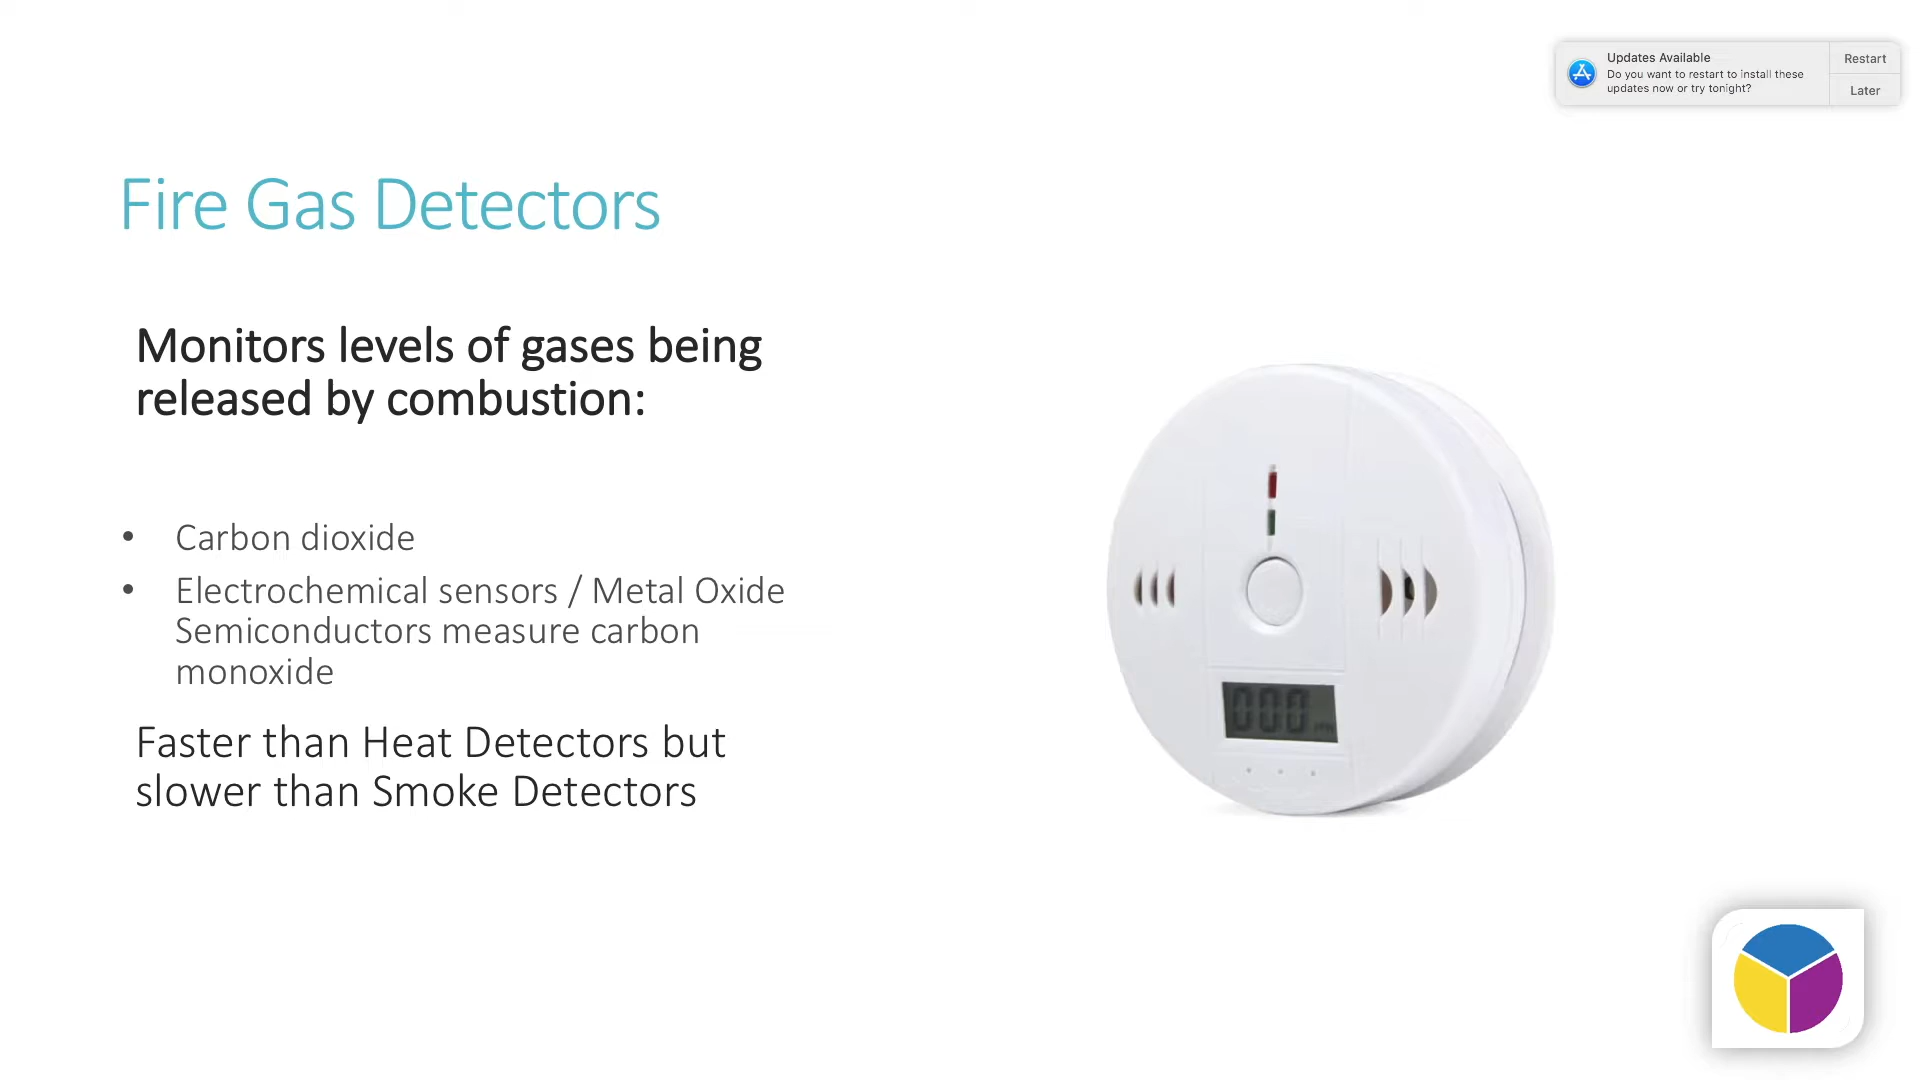 Updates Available
Do you want to restart to install these
updates now or try tonight?
Restart
Later
Fire Gas Detectors
Monitors levels of gases being
released by combustion:
• Carbon dioxide
• Electrochemical sensors / Metal Oxide
Semiconductors measure carbon
monoxide
Faster than Heat Detectors but
slower than Smoke Detectors
000